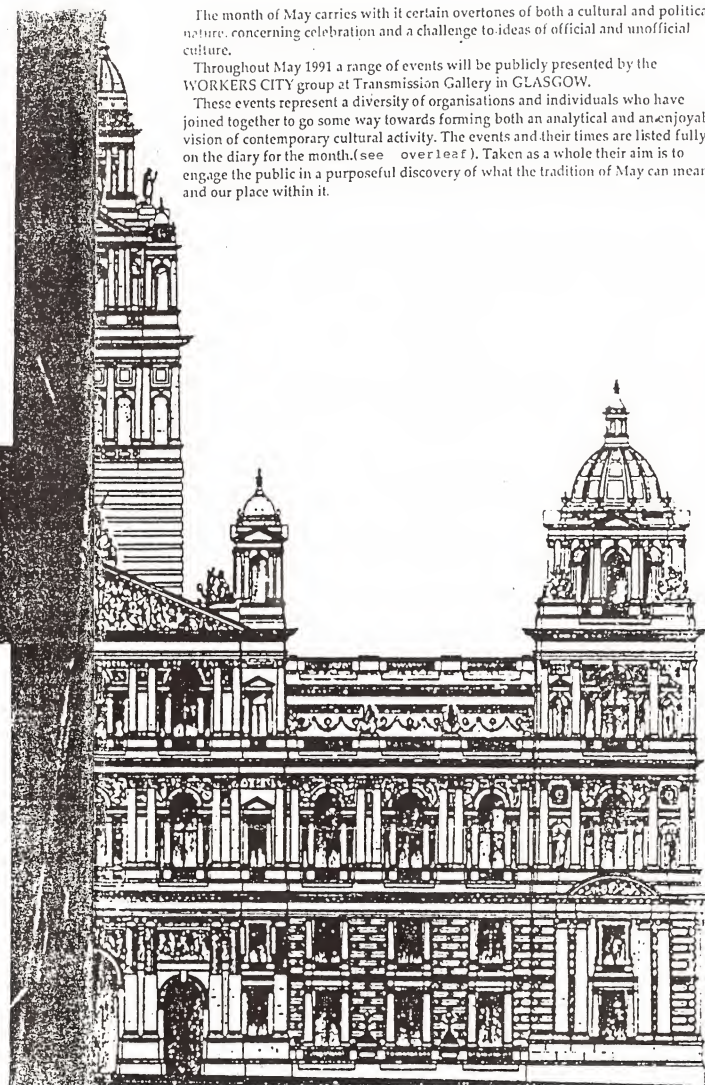 The month of May carries with it certain overtones of both a cultural and politica
nature, concerning celebration and a challenge to ideas of official and unofficial
culture.
Throughout May 1991 a range of events will be publicly presented by the
WORKERS CITY group at Transmission Gallery in GLASGOW.
These events represent a diversity of organisations and individuals who have
joined together to go some way towards forming both an analytical and an enjoyal
vision of contemporary cultural activity. The events and their times are listed fully
on the diary for the month.(see overleaf). Taken as a whole their aim is to
engage the public in a purposeful discovery of what the tradition of May can mean
and our place within it.